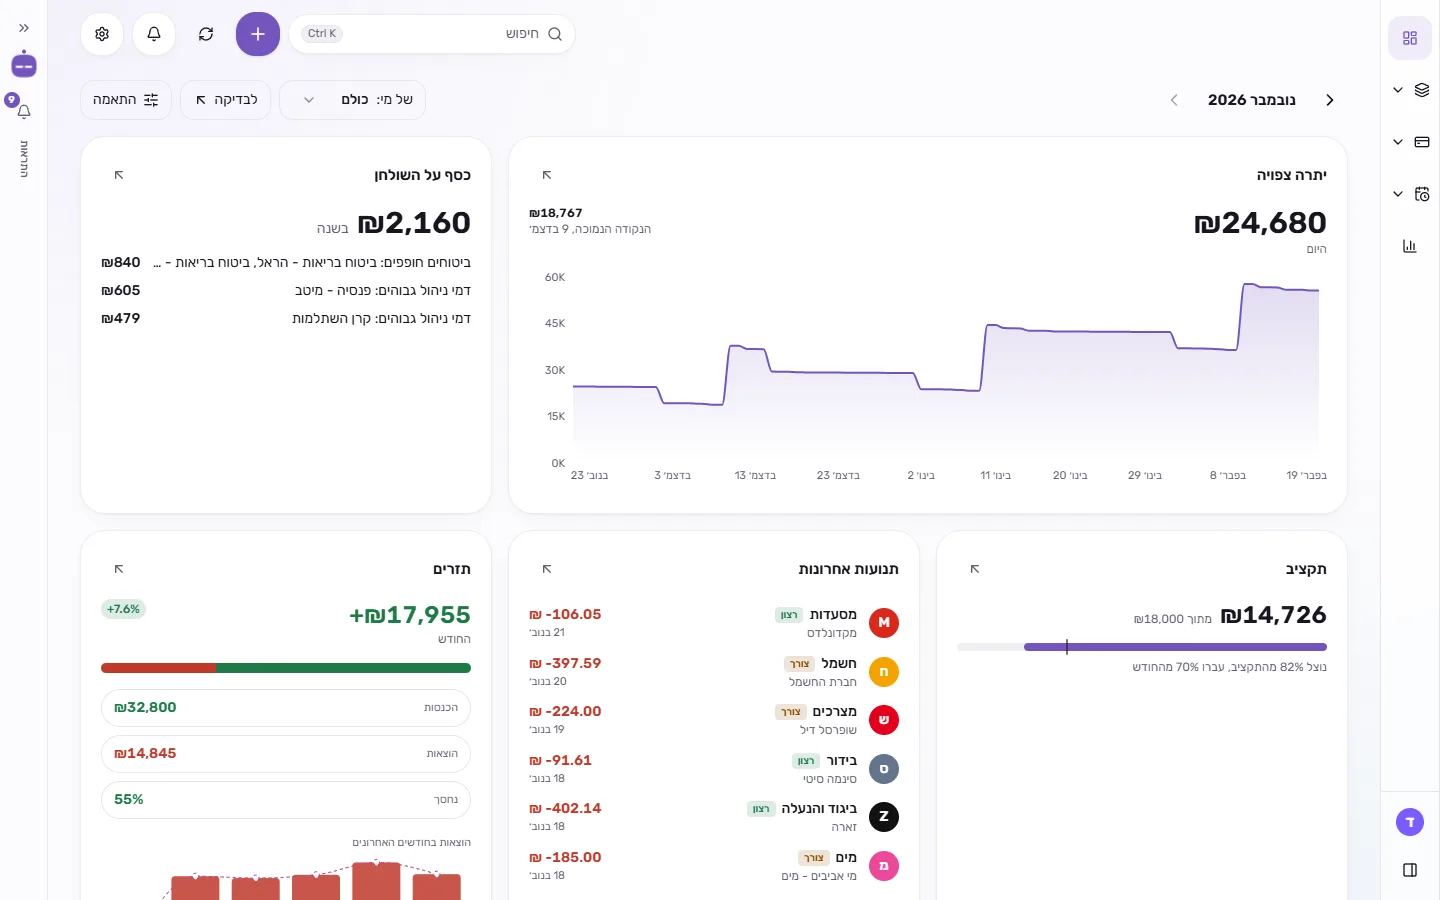 חיפוש
Ctrl K
נובמבר 2026
של מי: כולם
לבדיקה
התאמה
9
התראות
יתרה צפויה
₪24,680
היום
₪18,767
הנקודה הנמוכה, 9 בדצמ׳
60K
45K
30K
15K
0K
23 בנוב׳
3 בדצמ׳
13 בדצמ׳
23 בדצמ׳
2 בינו׳
11 בינו׳
20 בינו׳
29 בינו׳
8 בפבר׳
19 בפבר׳
כסף על השולחן
₪2,160 בשנה
ביטוחים חופפים: ביטוח בריאות - הראל, ביטוח בריאות - ... ₪840
דמי ניהול גבוהים: פנסיה - מיטב ₪605
דמי ניהול גבוהים: קרן השתלמות ₪479
תקציב
₪14,726 מתוך ₪18,000
נוצל 82% מהתקציב, עברו 70% מהחודש
תנועות אחרונות
M מסעדות רצון ₪ -106.05
מקדונלדס 21 בנוב׳
ח חשמל צורך ₪ -397.59
חברת החשמל 20 בנוב׳
ש מצרכים צורך ₪ -224.00
שופרסל דיל 19 בנוב׳
ס בידור רצון ₪ -91.61
סינמה סיטי 18 בנוב׳
Z ביגוד והנעלה רצון ₪ -402.14
זארה 18 בנוב׳
מ מים צורך ₪ -185.00
מי אביבים - מים 18 בנוב׳
תזרים
+₪17,955
+7.6%
החודש
הכנסות ₪32,800
הוצאות ₪14,845
נחסך 55%
הוצאות בחודשים האחרונים
ד